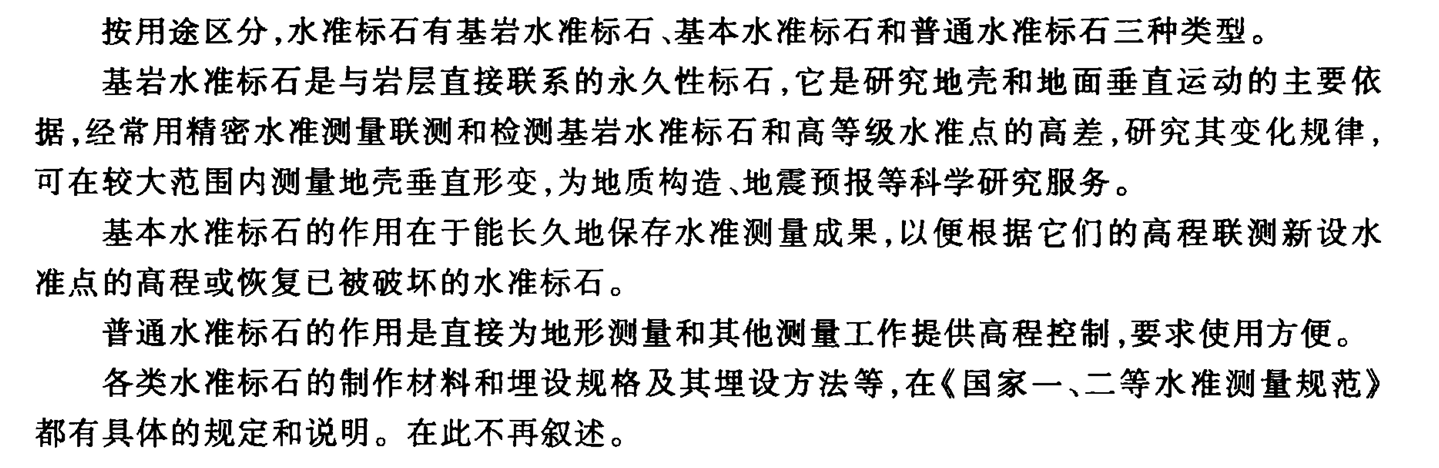 按用途区分,水准标石有基岩水准标石、基本水准标石和普通水准标石三种类型。
基岩水准标石是与岩层直接联系的永久性标石,它是研究地壳和地面垂直运动的主要依
据,经常用精密水准测量联测和检测基岩水准标石和高等级水准点的高差,研究其变化规律,
可在较大范围内测量地壳垂直形变,为地质构造、地震预报等科学研究服务。
基本水准标石的作用在于能长久地保存水准测量成果,以便根据它们的高程联测新设水
准点的高程或恢复已被破坏的水准标石。
普通水准标石的作用是直接为地形测量和其他测量工作提供高程控制,要求使用方便。
各类水准标石的制作材料和埋设规格及其埋设方法等,在《国家一、二等水准测量规范》
都有具体的规定和说明。在此不再叙述。